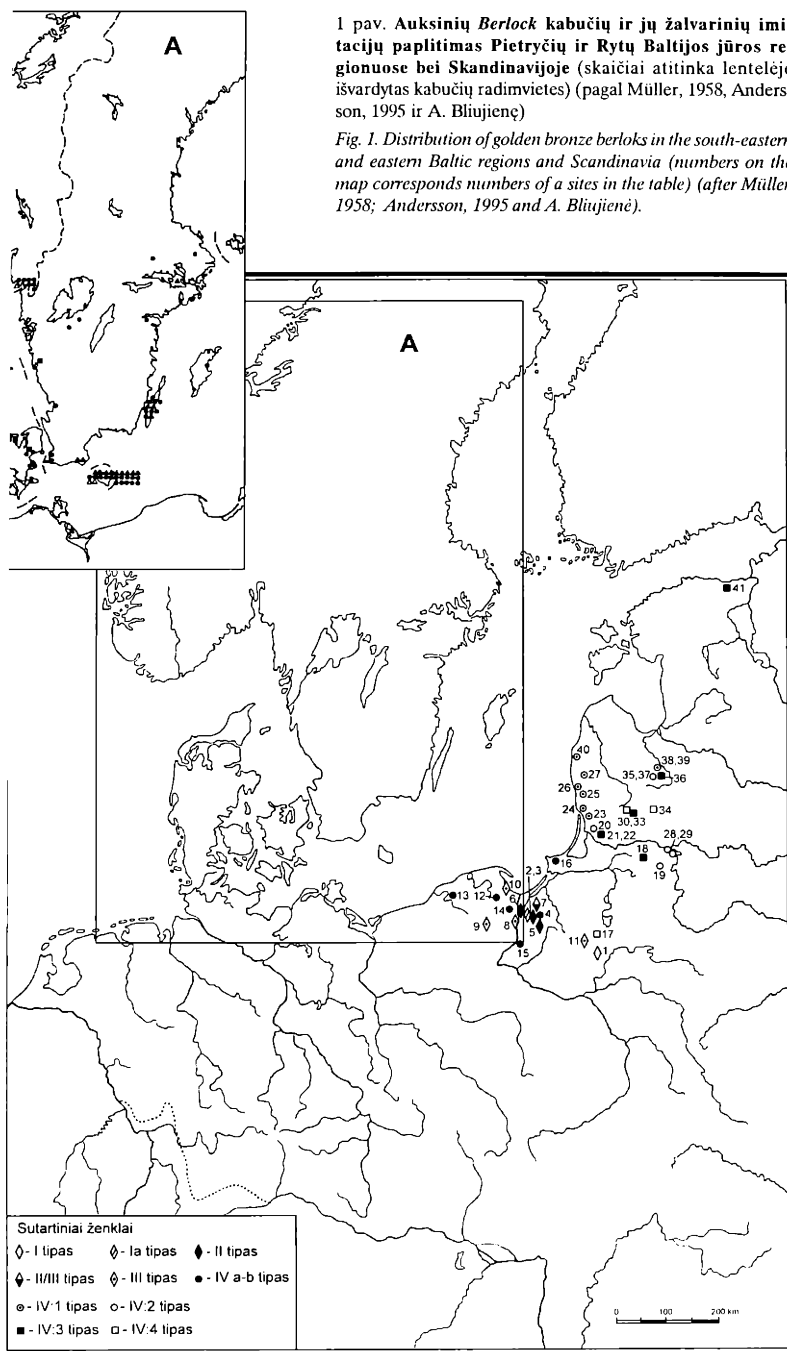 A
1 pav. Auksinių Berlock kabučių ir jų žalvarinių imi-
tacijų paplitimas Pietryčių ir Rytų Baltijos jūros re-
gionuose bei Skandinavijoje (skaičiai atitinka lentelėje
išvardytas kabučių radimvietes) (pagal Müller, 1958, Anders-
son, 1995 ir A. Bliujienę)
Fig. 1. Distribution of golden bronze berloks in the south-eastern
and eastern Baltic regions and Scandinavia (numbers on the
map corresponds numbers of a sites in the table) (after Müller
1958; Andersson, 1995 and A. Bliujienė).
A
41
40
38,39
27
35,37
36
26
25
24
23
30,33
34
20
21,22
28,29
18
16
19
2,3
10
13
12
6
7
14
4
9
8
5
17
11
1
15
Sutartiniai ženklai
- I tipas
- Ia tipas
- II tipas
- II/III tipas
- III tipas
- IV a-b tipas
- IV:1 tipas
- IV:2 tipas
- IV:3 tipas
- IV:4 tipas
0 100 200 km